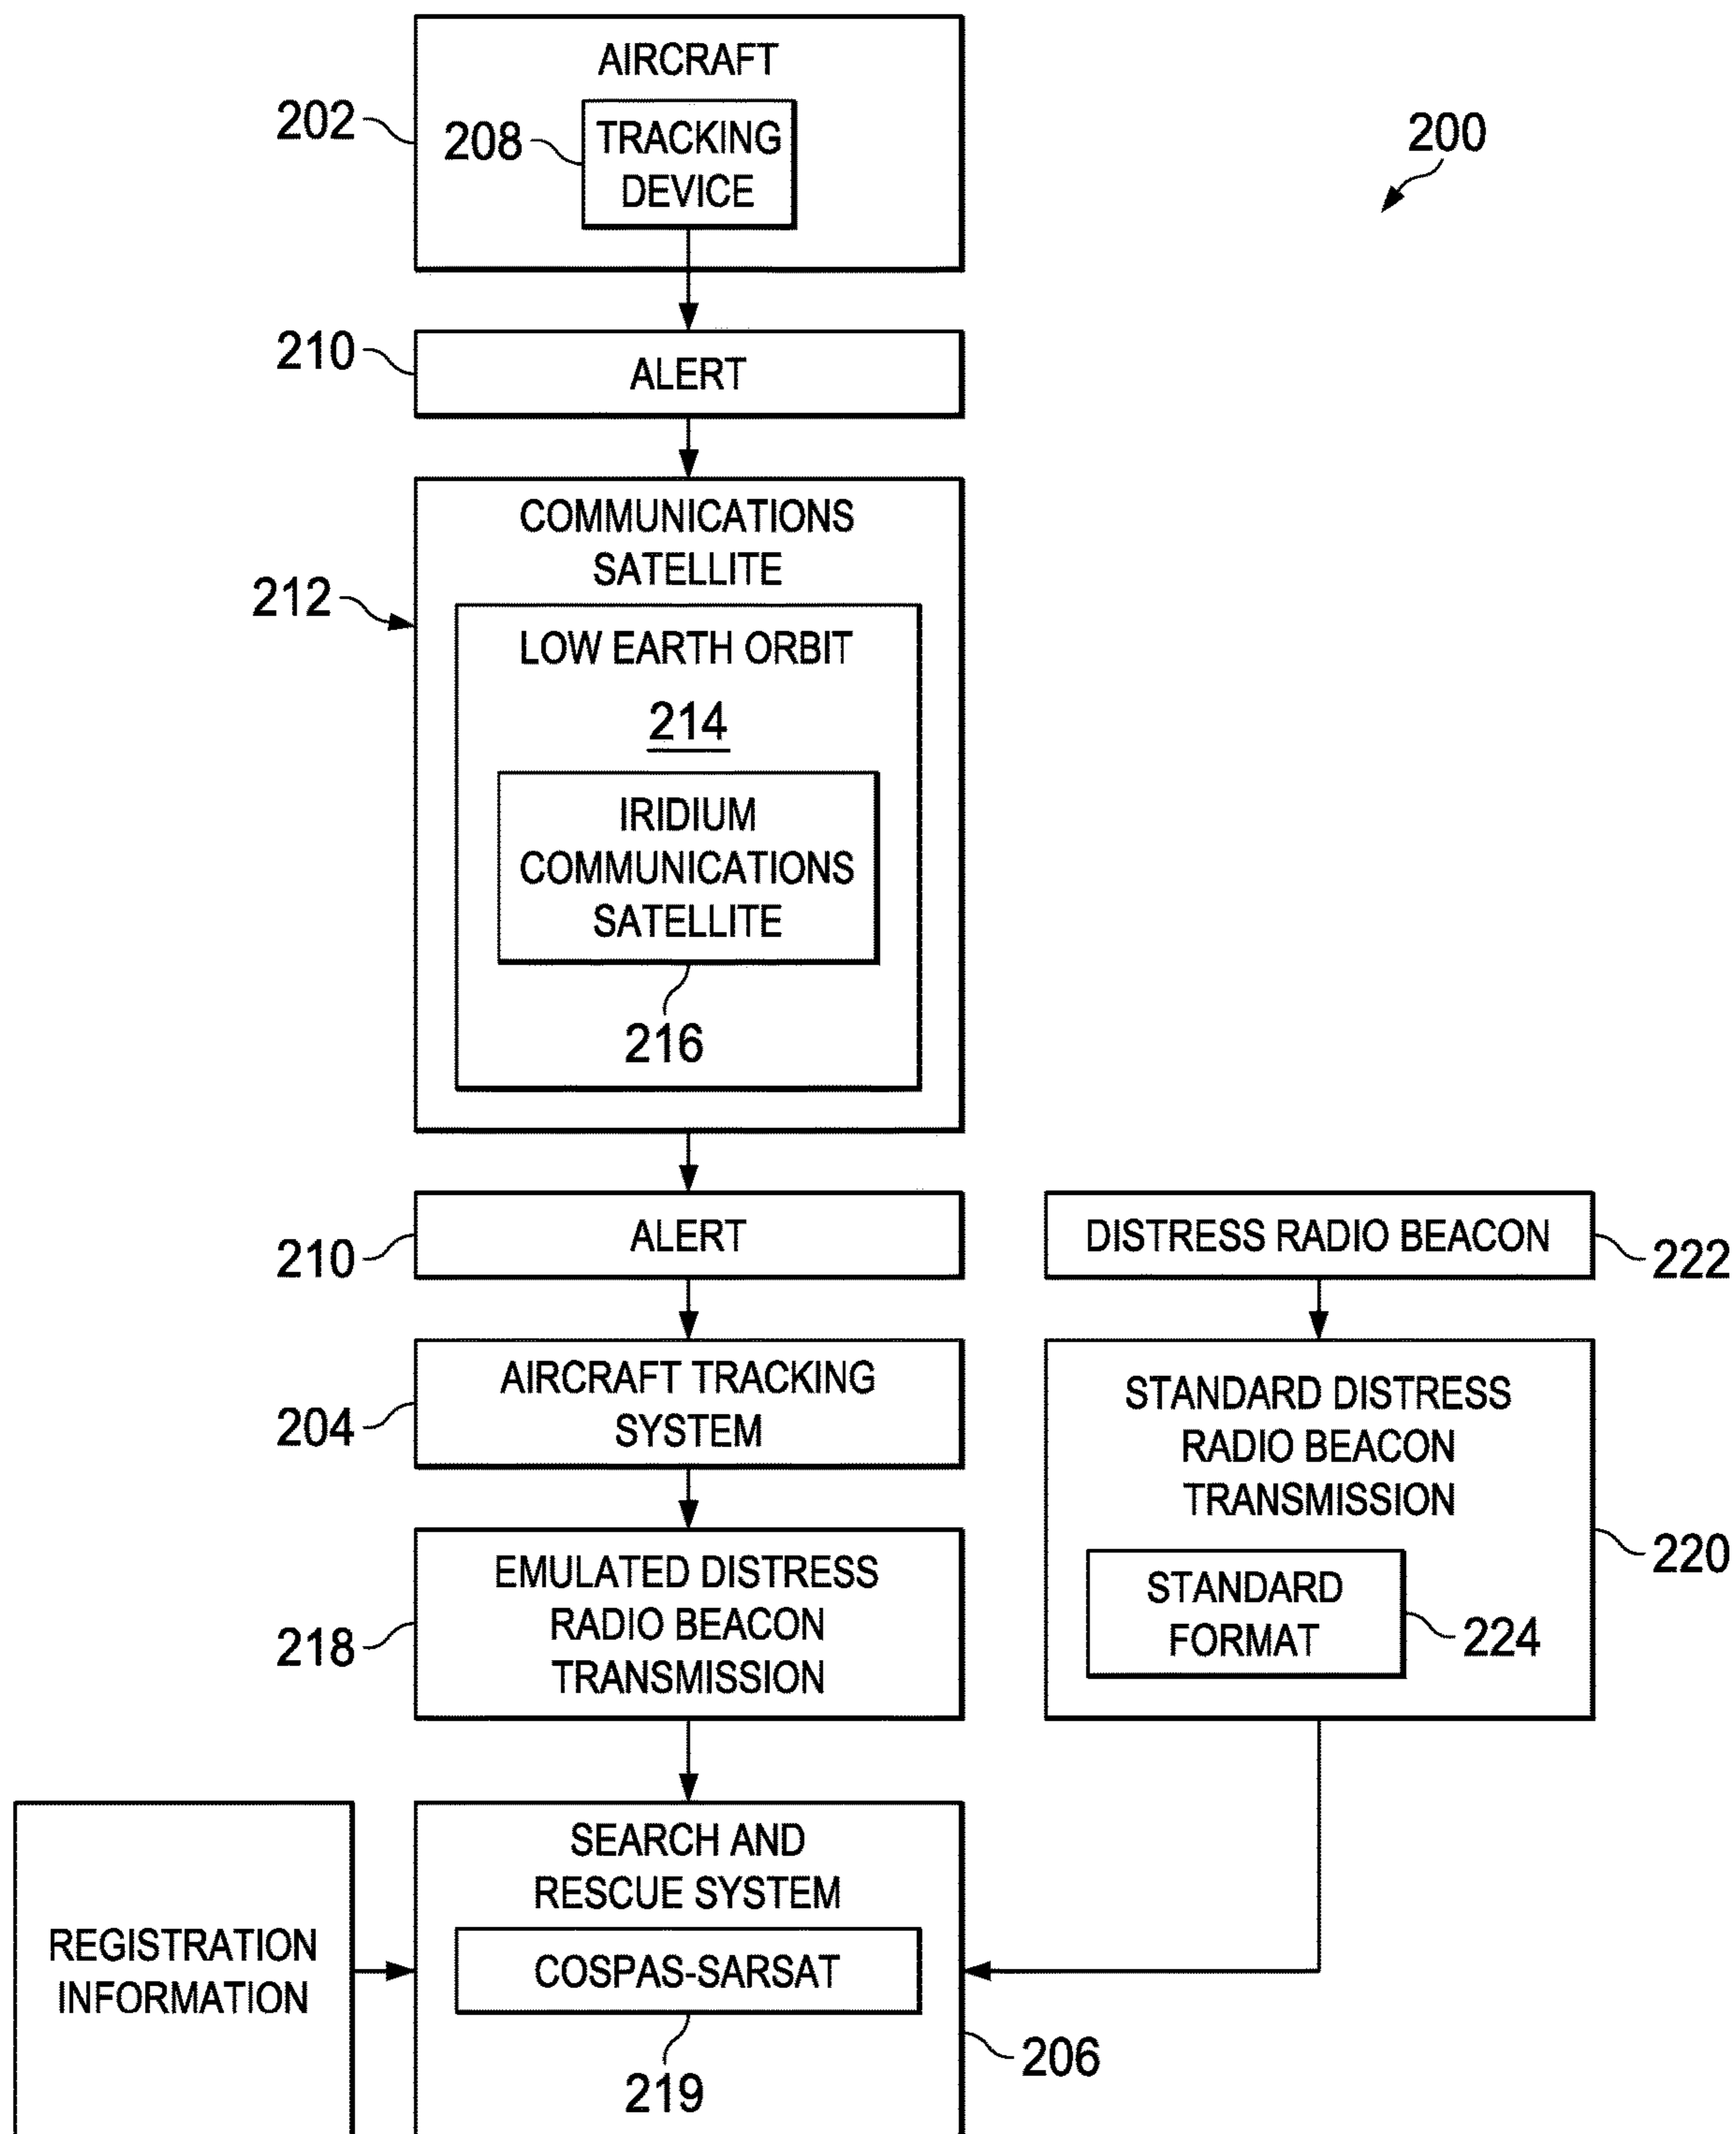 AIRCRAFT
202
208
TRACKING
DEVICE
200
210
ALERT
COMMUNICATIONS
SATELLITE
212
LOW EARTH ORBIT
214
IRIDIUM
COMMUNICATIONS
SATELLITE
216
210
ALERT
DISTRESS RADIO BEACON
222
204
AIRCRAFT TRACKING
SYSTEM
STANDARD DISTRESS
RADIO BEACON
TRANSMISSION
220
STANDARD
FORMAT
224
218
EMULATED DISTRESS
RADIO BEACON
TRANSMISSION
REGISTRATION
INFORMATION
SEARCH AND
RESCUE SYSTEM
COSPAS-SARSAT
219
206